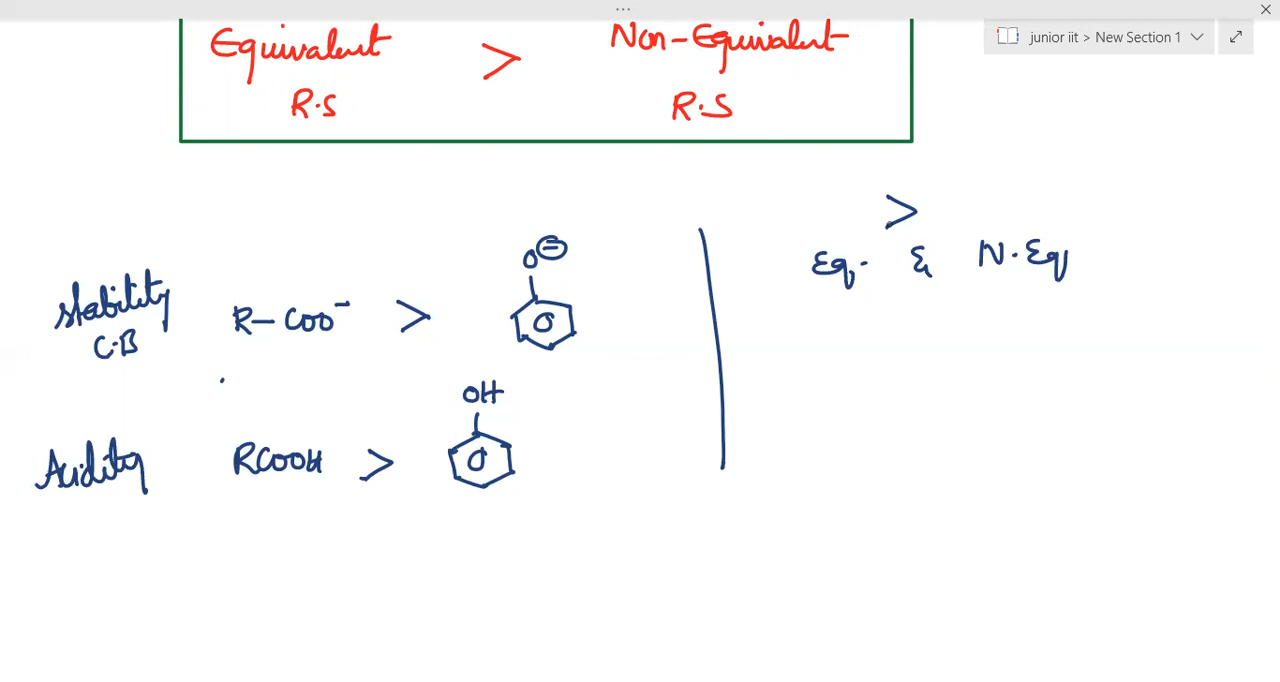 junior iit > New Section 1
Equivalent > Non-Equivalent
R.S R.S
>
Eq. & N.Eq
O⊖
Stability R-COO⁻ >
C.B
OH
Acidity RCOOH >